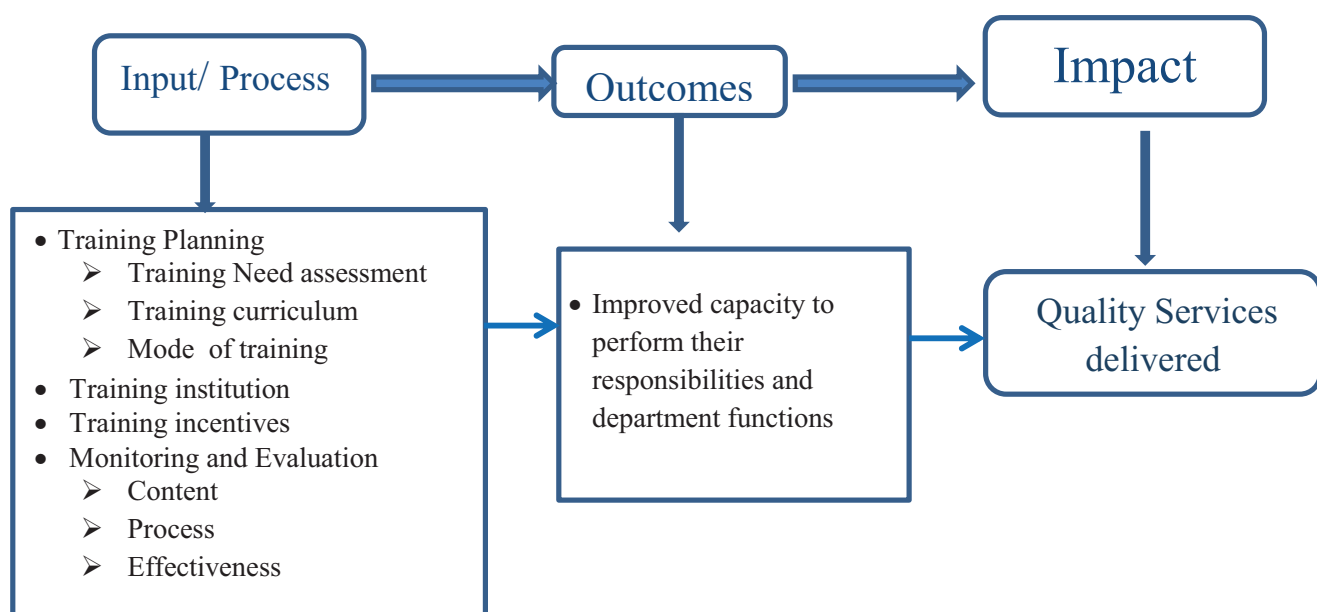 Input/ Process
Outcomes
Impact
• Training Planning
➢ Training Need assessment
➢ Training curriculum
➢ Mode of training
• Training institution
• Training incentives
• Monitoring and Evaluation
➢ Content
➢ Process
➢ Effectiveness
• Improved capacity to
perform their
responsibilities and
department functions
Quality Services
delivered